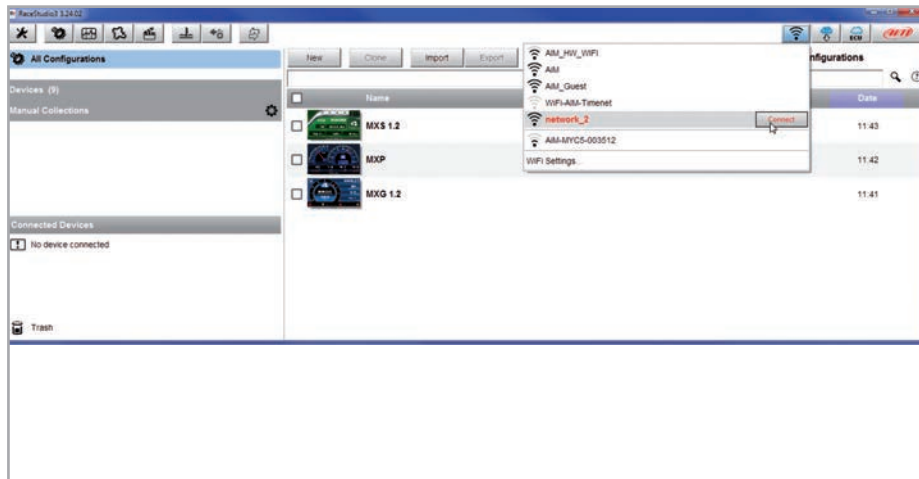 RaceStudio3 3.24.02
ECU
AiM
All Configurations
Devices (9)
Manual Collections
Connected Devices
No device connected
Trash
New
Clone
Import
Export
Name
MXS 1.2
MXP
MXG 1.2
AiM_HW_WIFI
AiM
AiM_Guest
WiFi-AiM-Timenet
network_2
Connect
AiM-MYC5-003512
WiFi Settings
nfigurations
Date
11:43
11:42
11:41